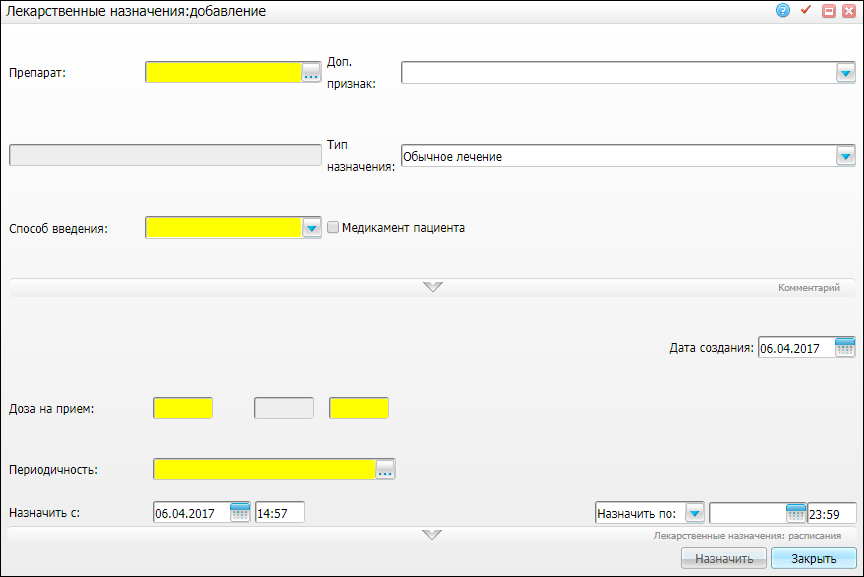 Лекарственные назначения:добавление
Препарат:
Доп.
признак:
Тип
назначения:
Обычное лечение
Способ введения:
Медикамент пациента
Комментарий
Дата создания:
06.04.2017
Доза на прием:
Периодичность:
Назначить с:
06.04.2017
14:57
Назначить по:
23:59
Лекарственные назначения: расписания
Назначить
Закрыть